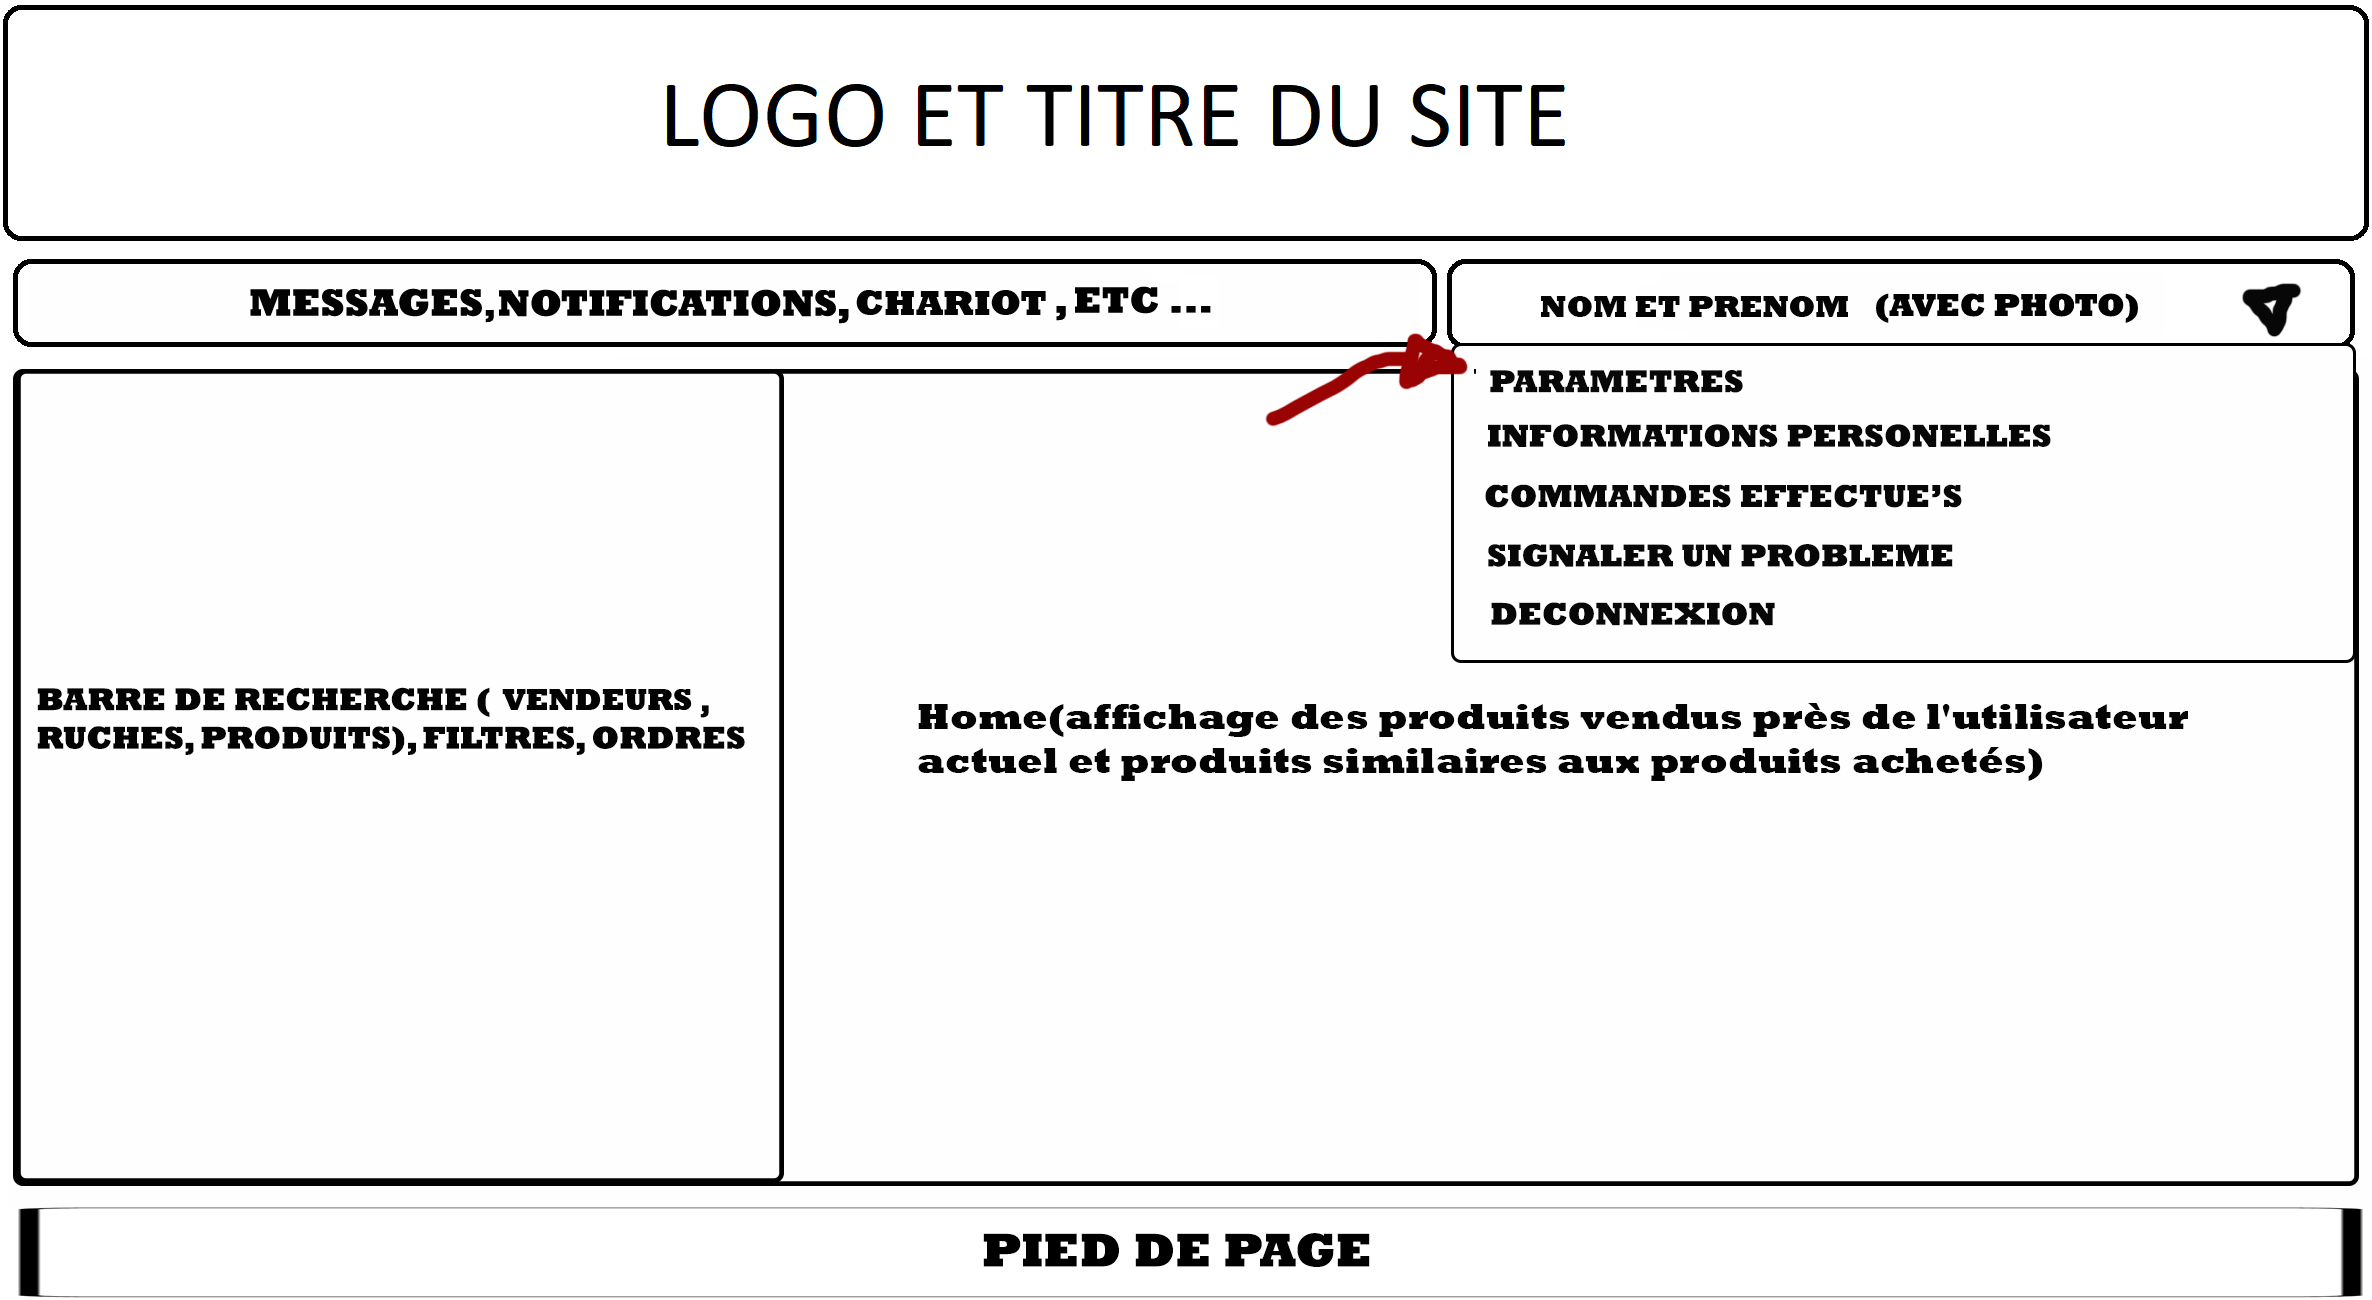 LOGO ET TITRE DU SITE
MESSAGES,NOTIFICATIONS,CHARIOT ,ETC ...
NOM ET PRENOM (AVEC PHOTO)
PARAMETRES
INFORMATIONS PERSONELLES
COMMANDES EFFECTUE’S
SIGNALER UN PROBLEME
DECONNEXION
BARRE DE RECHERCHE ( VENDEURS ,
RUCHES, PRODUITS), FILTRES, ORDRES
Home(affichage des produits vendus près de l'utilisateur
actuel et produits similaires aux produits achetés)
PIED DE PAGE